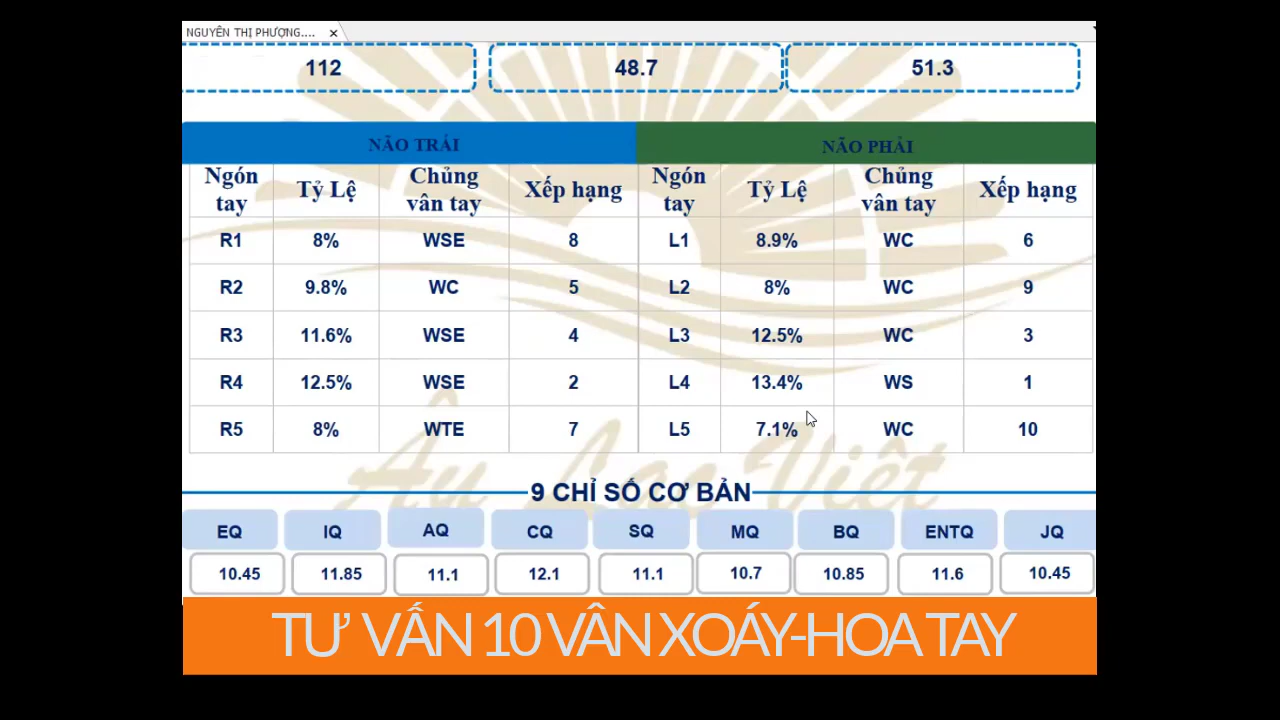 NGUYÊN THỊ PHƯỢNG....
112 48.7 51.3
NÃO TRÁI NÃO PHẢI
Ngón tay Tỷ Lệ Chủng vân tay Xếp hạng Ngón tay Tỷ Lệ Chủng vân tay Xếp hạng
R1 8% WSE 8 L1 8.9% WC 6
R2 9.8% WC 5 L2 8% WC 9
R3 11.6% WSE 4 L3 12.5% WC 3
R4 12.5% WSE 2 L4 13.4% WS 1
R5 8% WTE 7 L5 7.1% WC 10
Âu Lạc Việt
9 CHỈ SỐ CƠ BẢN
EQ IQ AQ CQ SQ MQ BQ ENTQ JQ
10.45 11.85 11.1 12.1 11.1 10.7 10.85 11.6 10.45
TƯ VẤN 10 VÂN XOÁY-HOA TAY